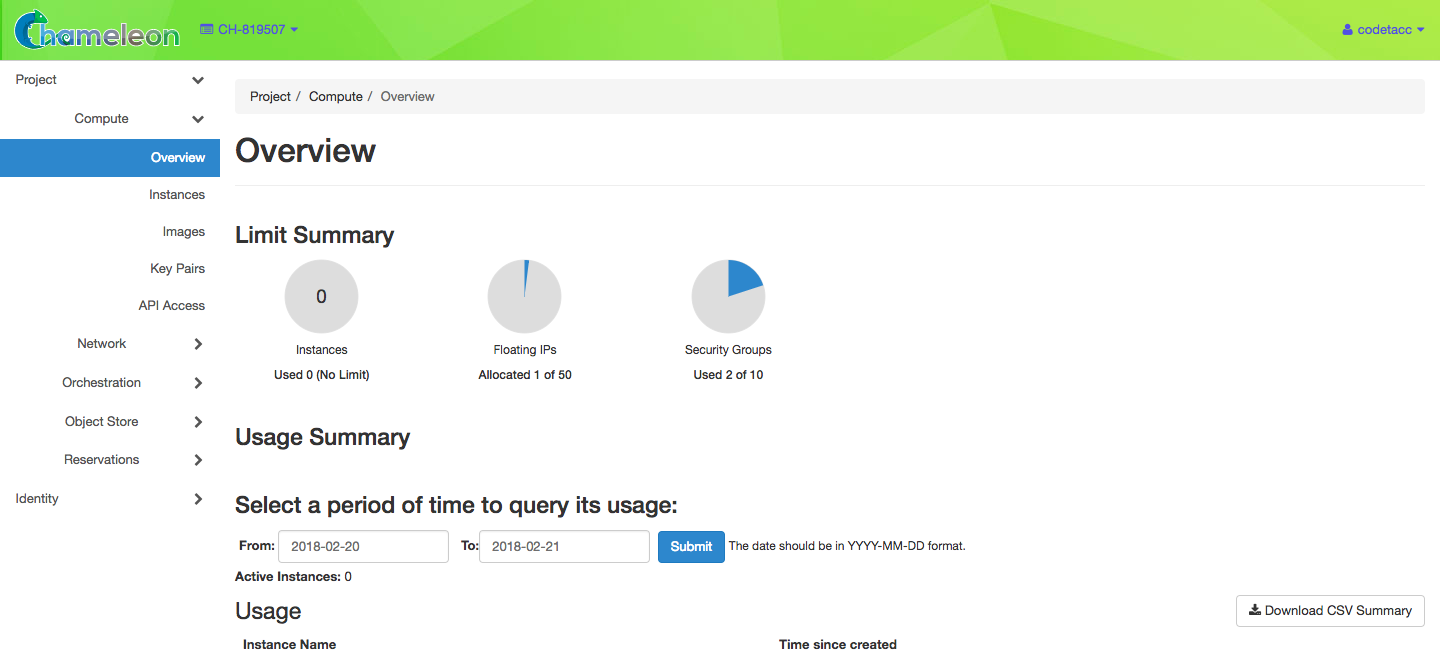 Chameleon CH-819507 codetacc
Project
Compute
Overview
Instances
Images
Key Pairs
API Access
Network
Orchestration
Object Store
Reservations
Identity
Project / Compute / Overview
Overview
Limit Summary
0
Instances Floating IPs Security Groups
Used 0 (No Limit) Allocated 1 of 50 Used 2 of 10
Usage Summary
Select a period of time to query its usage:
From: 2018-02-20 To: 2018-02-21 Submit The date should be in YYYY-MM-DD format.
Active Instances: 0
Usage Download CSV Summary
Instance Name Time since created